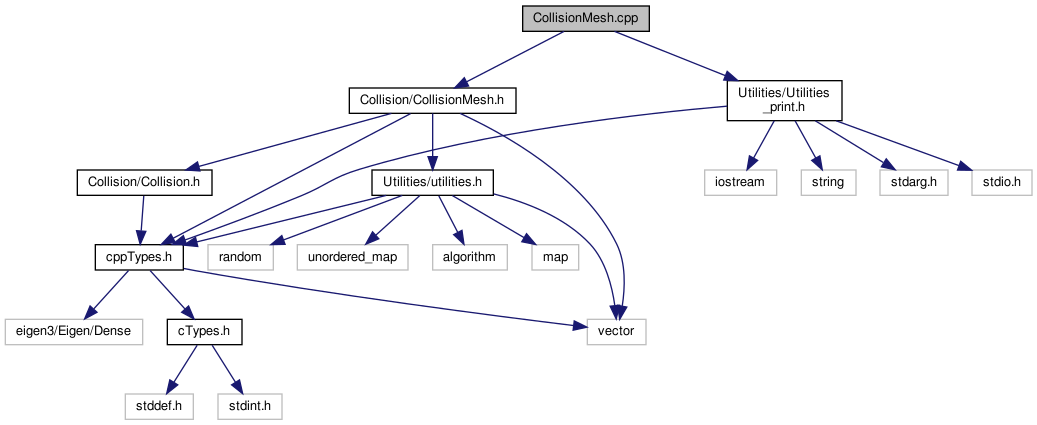 CollisionMesh.cpp
Collision/CollisionMesh.h
Utilities/Utilities
_print.h
Collision/Collision.h
Utilities/utilities.h
iostream
string
stdarg.h
stdio.h
cppTypes.h
random
unordered_map
algorithm
map
eigen3/Eigen/Dense
cTypes.h
vector
stddef.h
stdint.h